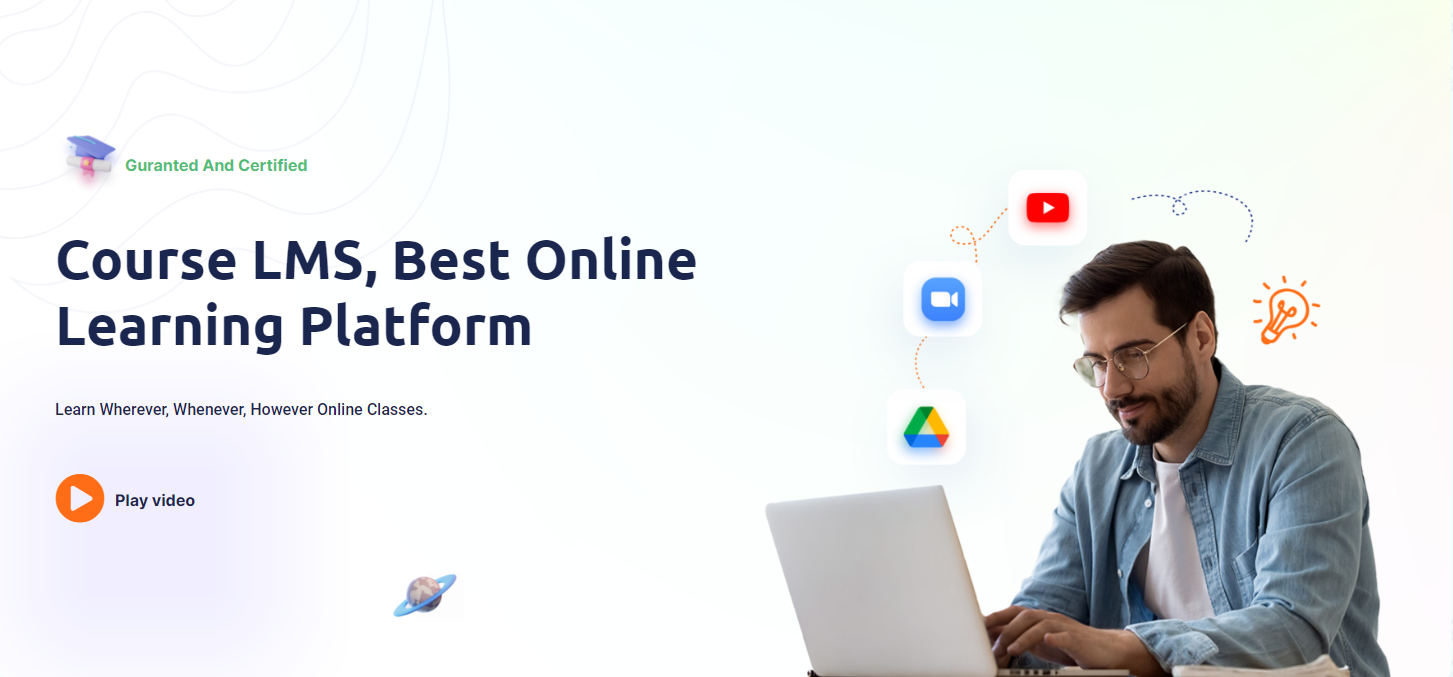 Guranted And Certified
Course LMS, Best Online
Learning Platform
Learn Wherever, Whenever, However Online Classes.
Play video